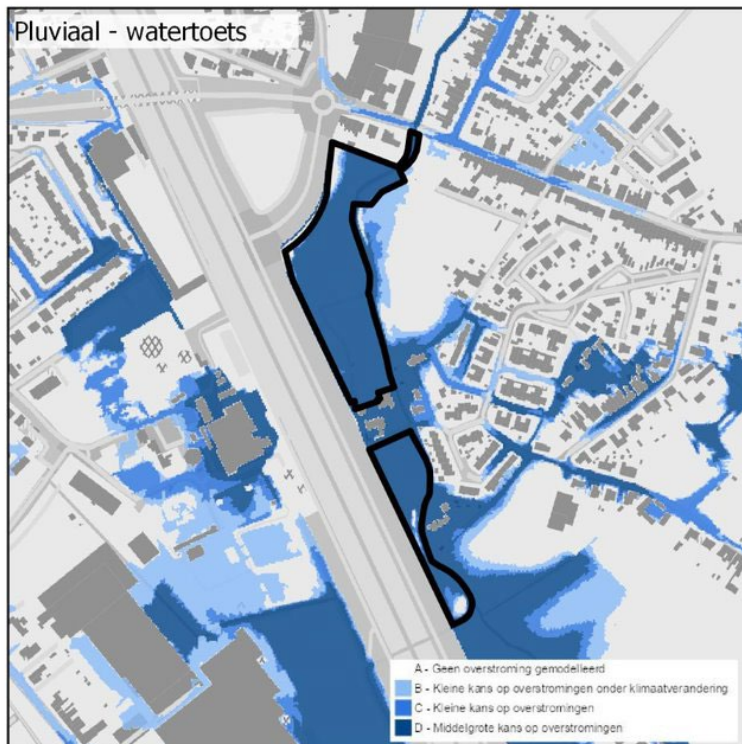 Pluviaal - watertoets
A - Geen overstroming gemodelleerd
B - Kleine kans op overstromingen onder klimaatverandering
C - Kleine kans op overstromingen
D - Middelgrote kans op overstromingen